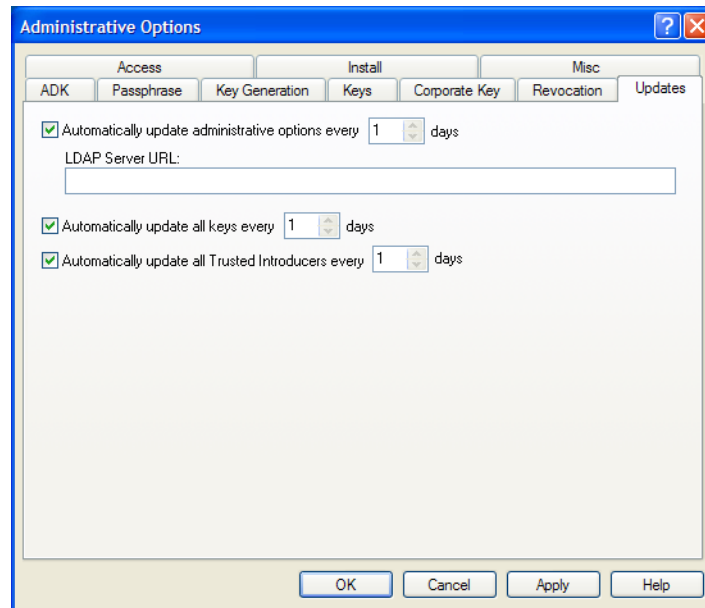 Administrative Options
Access Install Misc
ADK Passphrase Key Generation Keys Corporate Key Revocation Updates
Automatically update administrative options every 1 days
LDAP Server URL:
Automatically update all keys every 1 days
Automatically update all Trusted Introducers every 1 days
OK Cancel Apply Help